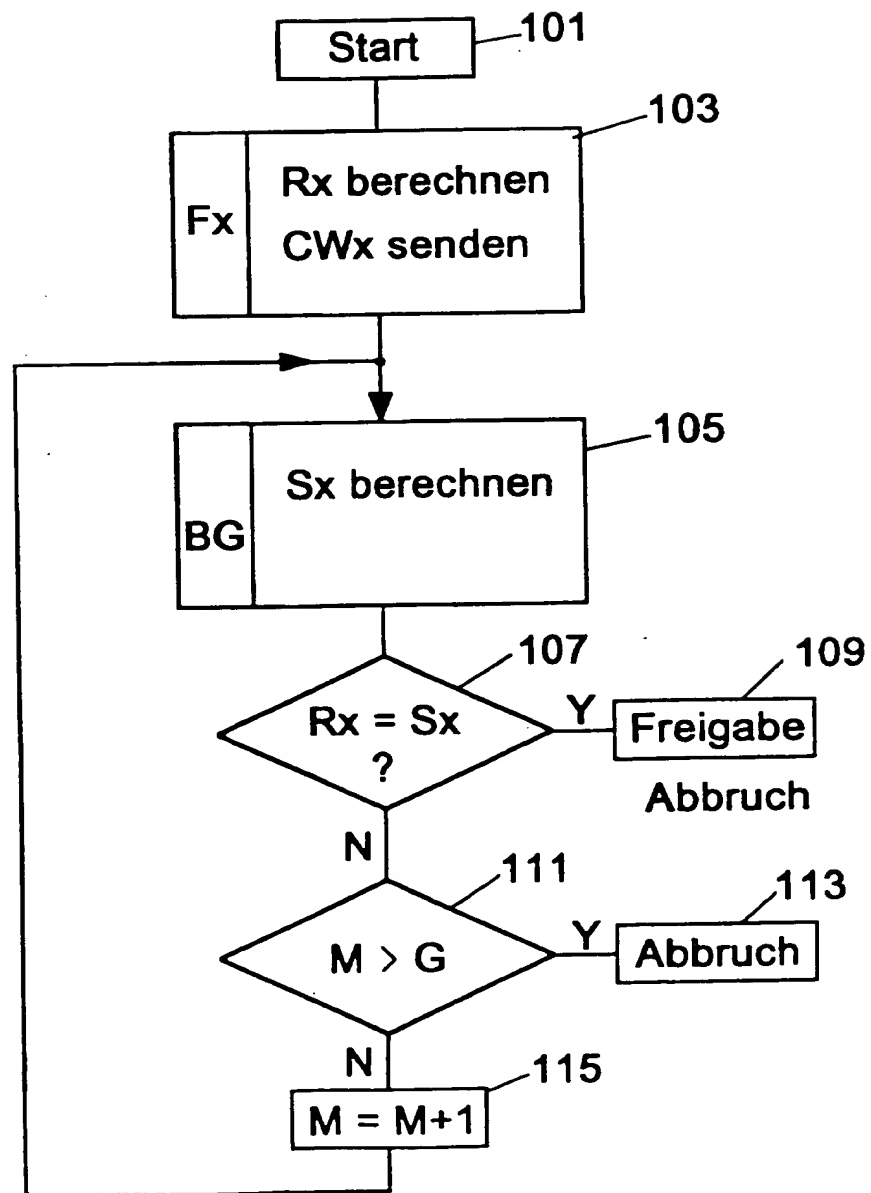 Start
101
103
Fx
Rx berechnen
CWx senden
105
BG
Sx berechnen
107
109
Rx = Sx
?
Y
Freigabe
Abbruch
N
111
113
M > G
Y
Abbruch
N
115
M = M+1